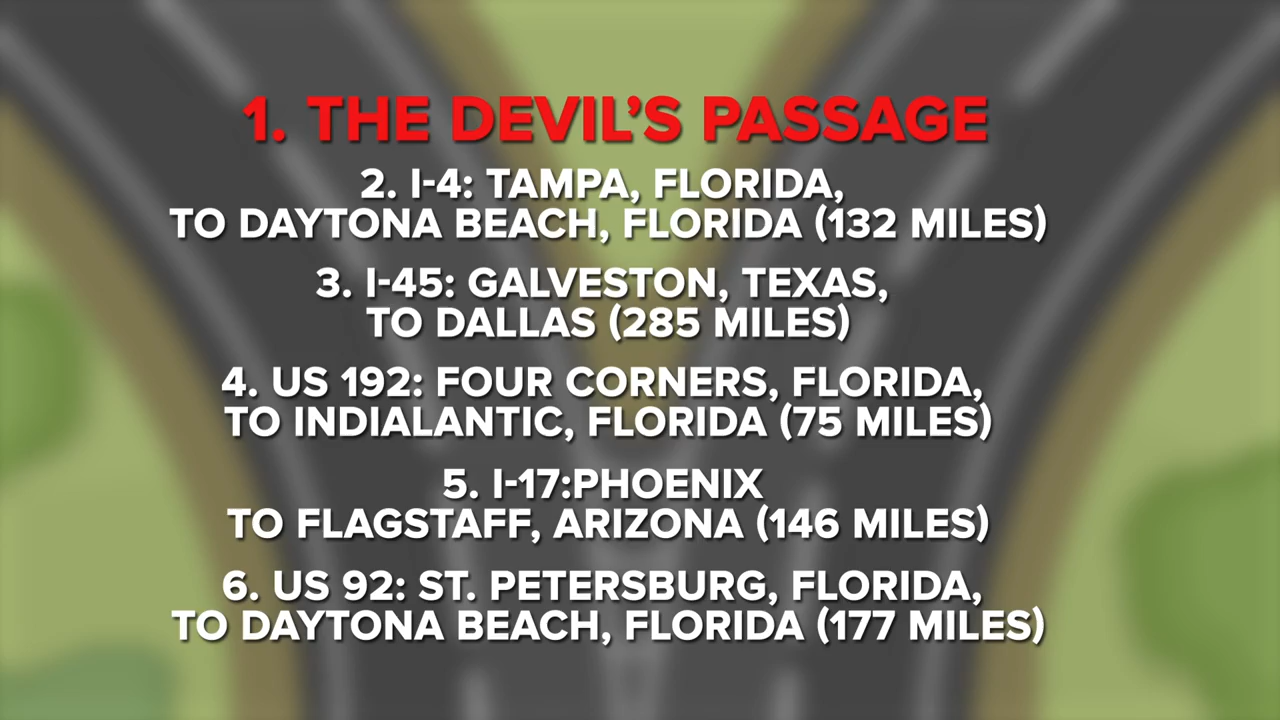 1. THE DEVIL'S PASSAGE
2. I-4: TAMPA, FLORIDA,
TO DAYTONA BEACH, FLORIDA (132 MILES)
3. I-45: GALVESTON, TEXAS,
TO DALLAS (285 MILES)
4. US 192: FOUR CORNERS, FLORIDA,
TO INDIALANTIC, FLORIDA (75 MILES)
5. I-17:PHOENIX
TO FLAGSTAFF, ARIZONA (146 MILES)
6. US 92: ST. PETERSBURG, FLORIDA,
TO DAYTONA BEACH, FLORIDA (177 MILES)